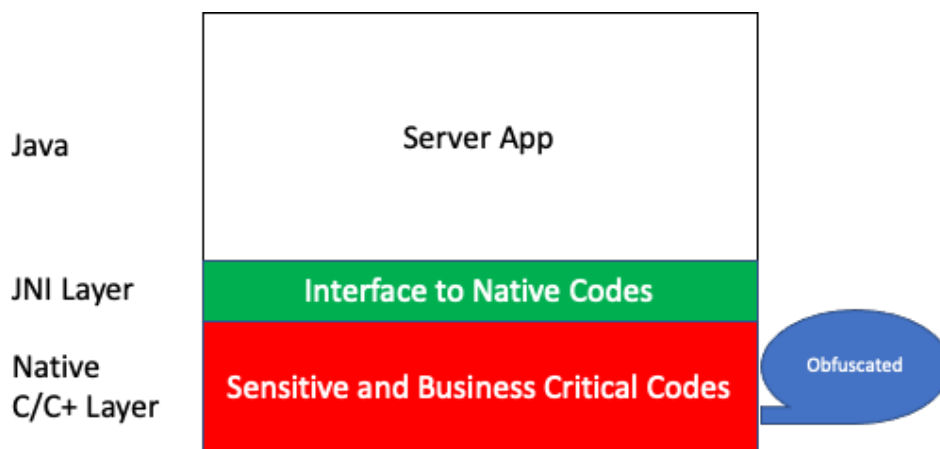 Java
Server App
JNI Layer
Interface to Native Codes
Native
C/C+ Layer
Sensitive and Business Critical Codes
Obfuscated